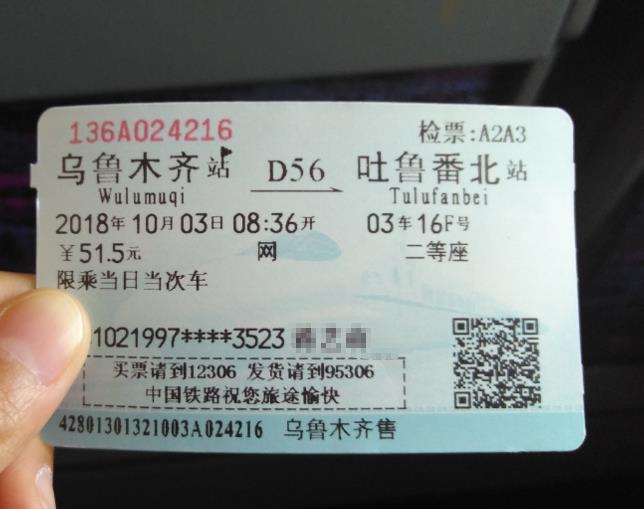 136A024216 检票:A2A3
乌鲁木齐站 D56 吐鲁番北站
Wulumuqi Tulufanbei
2018年10月03日08:36开 03车16F号
￥51.5元 网 二等座
限乘当日当次车
1021997****3523
买票请到12306 发货请到95306
中国铁路祝您旅途愉快
42801301321003A024216 乌鲁木齐售